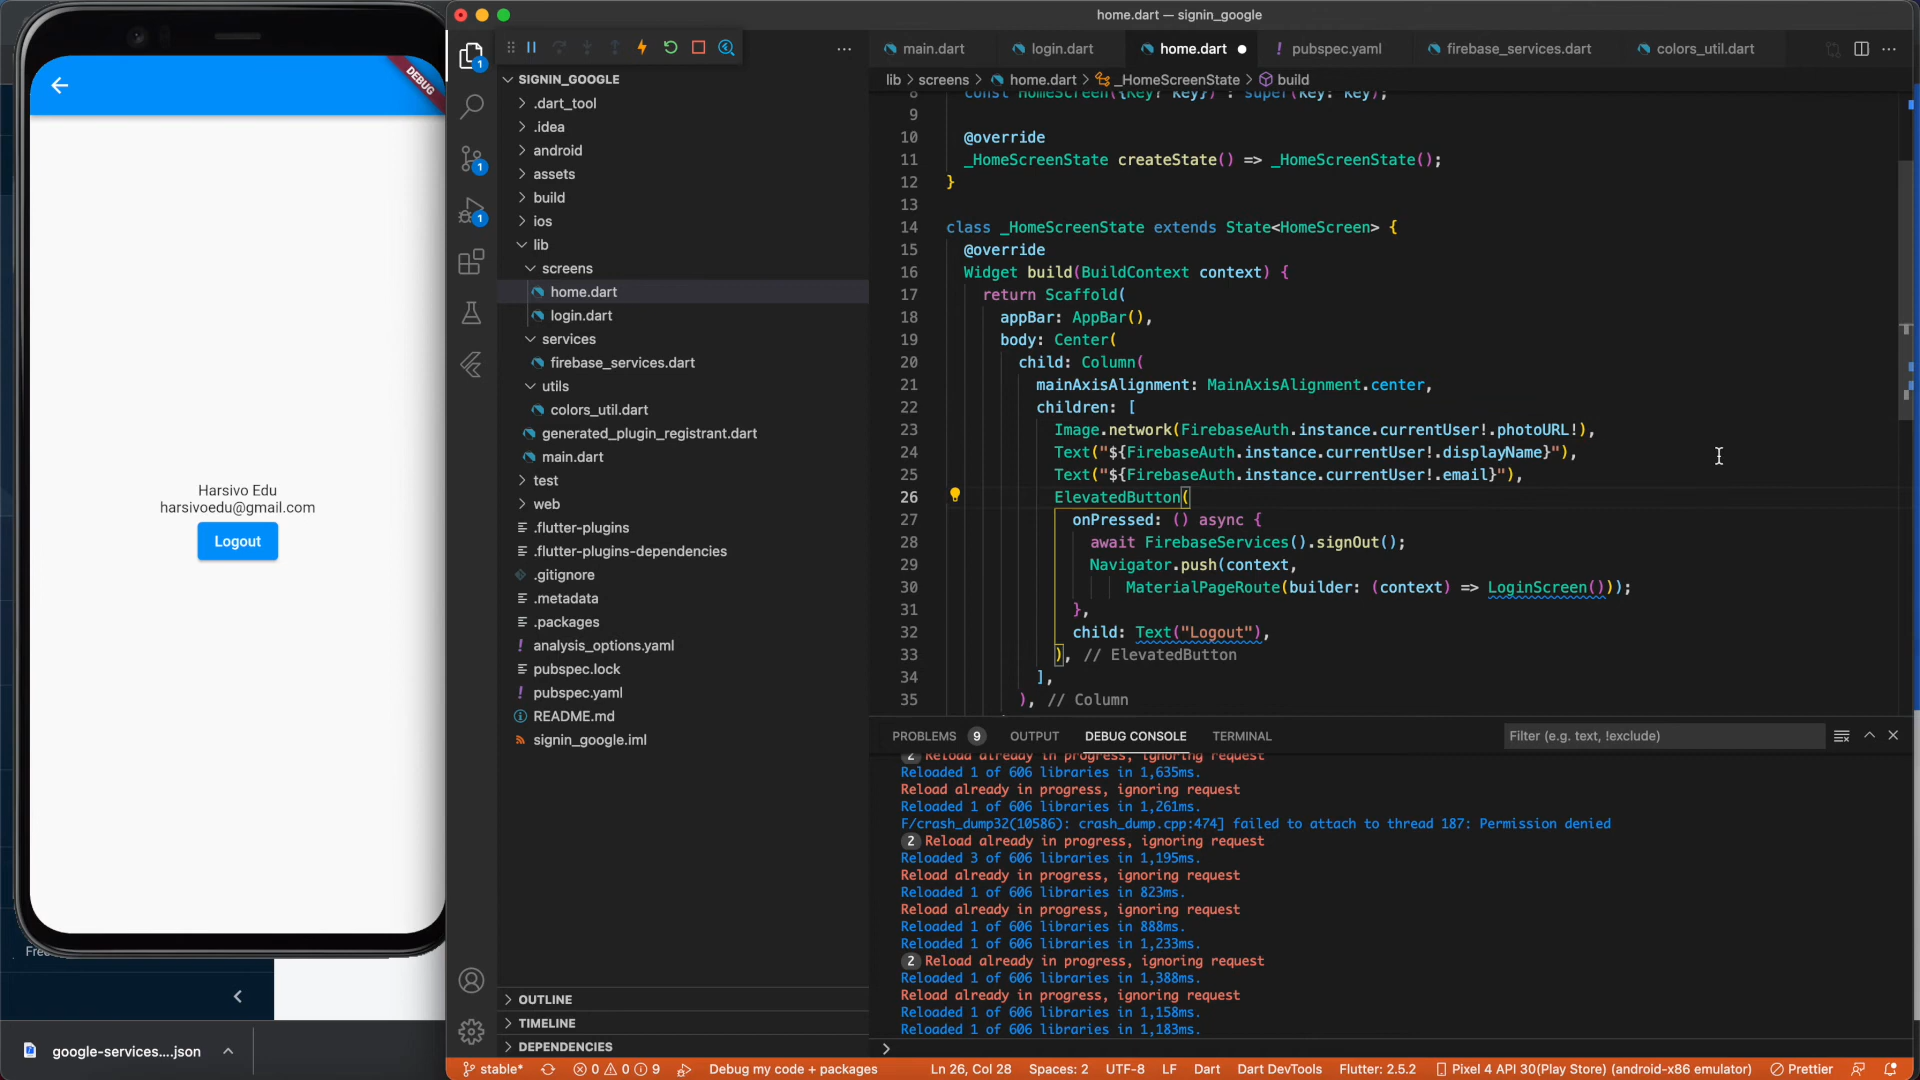 home.dart — signin_google
DEBUG
Harsivo Edu
harsivoedu@gmail.com
Logout
google-services....json
1
1
1
SIGNIN_GOOGLE
.dart_tool
.idea
android
assets
build
ios
lib
screens
home.dart
login.dart
services
firebase_services.dart
utils
colors_util.dart
generated_plugin_registrant.dart
main.dart
test
web
.flutter-plugins
.flutter-plugins-dependencies
.gitignore
.metadata
.packages
analysis_options.yaml
pubspec.lock
pubspec.yaml
README.md
signin_google.iml
OUTLINE
TIMELINE
DEPENDENCIES
main.dart login.dart home.dart pubspec.yaml firebase_services.dart colors_util.dart
lib > screens > home.dart > _HomeScreenState > build
8 const HomeScreen({Key? key}) : super(key: key);
9
10 @override
11 _HomeScreenState createState() => _HomeScreenState();
12 }
13
14 class _HomeScreenState extends State<HomeScreen> {
15 @override
16 Widget build(BuildContext context) {
17 return Scaffold(
18 appBar: AppBar(),
19 body: Center(
20 child: Column(
21 mainAxisAlignment: MainAxisAlignment.center,
22 children: [
23 Image.network(FirebaseAuth.instance.currentUser!.photoURL!),
24 Text("${FirebaseAuth.instance.currentUser!.displayName}"),
25 Text("${FirebaseAuth.instance.currentUser!.email}"),
26 ElevatedButton(
27 onPressed: () async {
28 await FirebaseServices().signOut();
29 Navigator.push(context,
30 MaterialPageRoute(builder: (context) => LoginScreen()));
31 },
32 child: Text("Logout"),
33 ), // ElevatedButton
34 ],
35 ), // Column
PROBLEMS 9 OUTPUT DEBUG CONSOLE TERMINAL Filter (e.g. text, !exclude)
2 Reload already in progress, ignoring request
Reloaded 1 of 606 libraries in 1,635ms.
Reload already in progress, ignoring request
Reloaded 1 of 606 libraries in 1,261ms.
F/crash_dump32(10586): crash_dump.cpp:474] failed to attach to thread 187: Permission denied
2 Reload already in progress, ignoring request
Reloaded 3 of 606 libraries in 1,195ms.
Reload already in progress, ignoring request
Reloaded 1 of 606 libraries in 823ms.
Reload already in progress, ignoring request
Reloaded 1 of 606 libraries in 888ms.
Reloaded 1 of 606 libraries in 1,233ms.
2 Reload already in progress, ignoring request
Reloaded 1 of 606 libraries in 1,388ms.
Reload already in progress, ignoring request
Reloaded 1 of 606 libraries in 1,158ms.
Reloaded 1 of 606 libraries in 1,183ms.
stable* 0 0 9 Debug my code + packages Ln 26, Col 28 Spaces: 2 UTF-8 LF Dart Dart DevTools Flutter: 2.5.2 Pixel 4 API 30(Play Store) (android-x86 emulator) Prettier